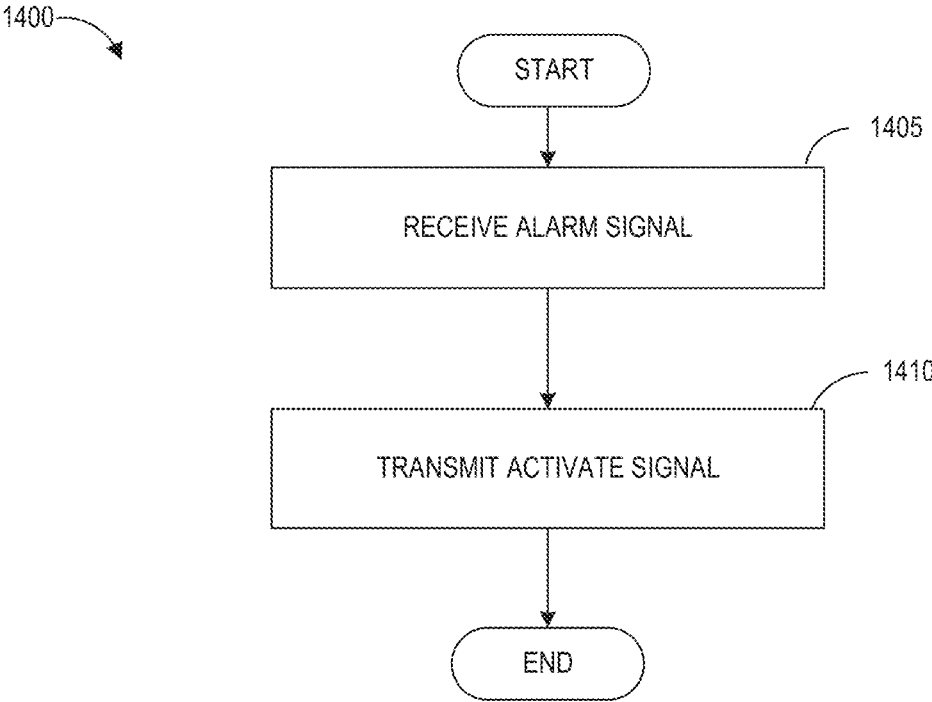 1400
START
1405
RECEIVE ALARM SIGNAL
1410
TRANSMIT ACTIVATE SIGNAL
END